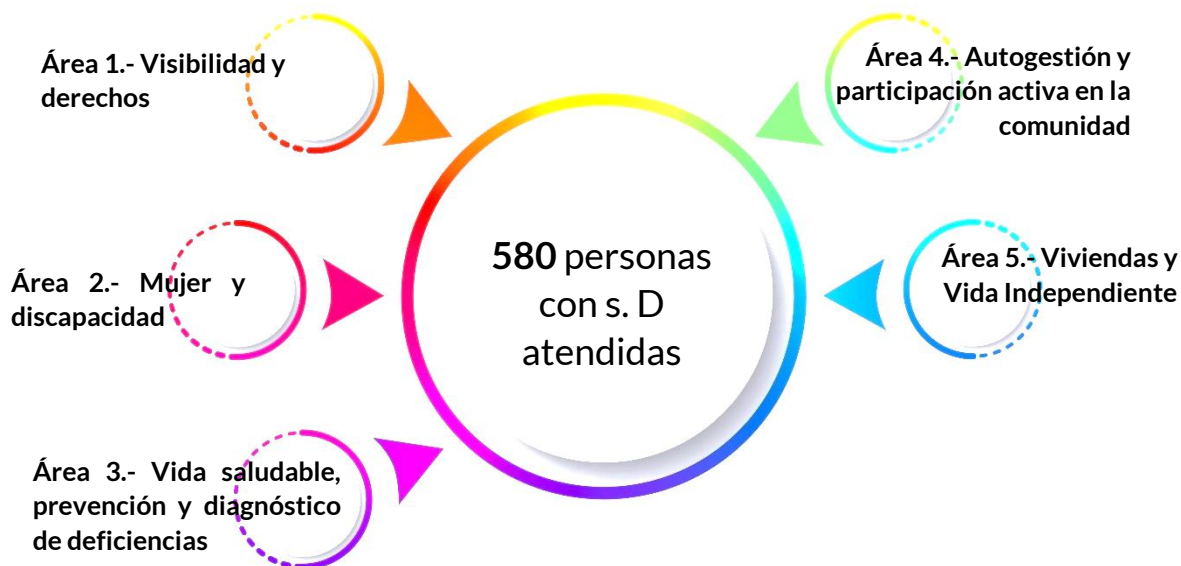 Área 1.- Visibilidad y
derechos
Área 2.- Mujer y
discapacidad
Área 3.- Vida saludable,
prevención y diagnóstico
de deficiencias
580 personas
con s. D
atendidas
Área 4.- Autogestión y
participación activa en la
comunidad
Área 5.- Viviendas y
Vida Independiente